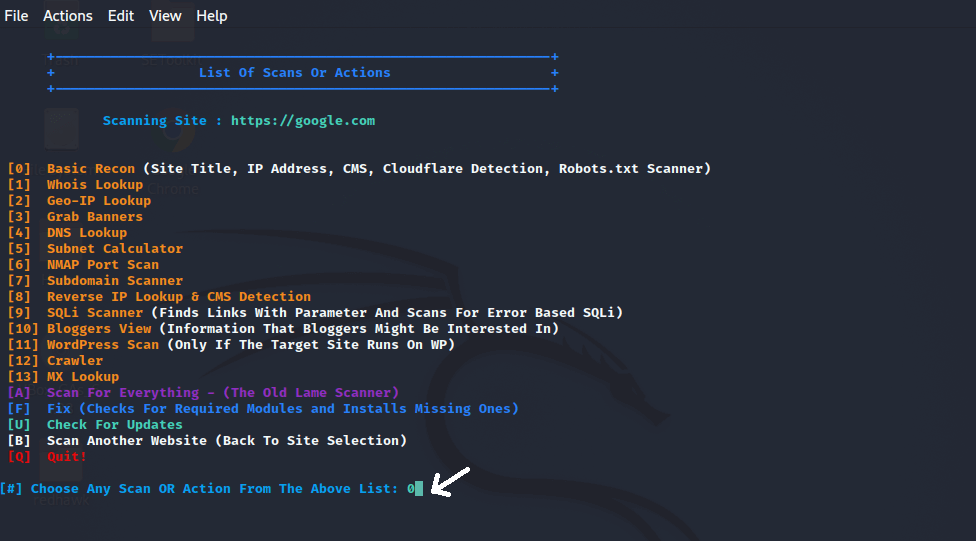 File Actions Edit View Help
List Of Scans Or Actions
Scanning Site : https://google.com
[0] Basic Recon (Site Title, IP Address, CMS, Cloudflare Detection, Robots.txt Scanner)
[1] Whois Lookup
[2] Geo-IP Lookup
[3] Grab Banners
[4] DNS Lookup
[5] Subnet Calculator
[6] NMAP Port Scan
[7] Subdomain Scanner
[8] Reverse IP Lookup & CMS Detection
[9] SQLi Scanner (Finds Links With Parameter And Scans For Error Based SQLi)
[10] Bloggers View (Information That Bloggers Might Be Interested In)
[11] WordPress Scan (Only If The Target Site Runs On WP)
[12] Crawler
[13] MX Lookup
[A] Scan For Everything - (The Old Lame Scanner)
[F] Fix (Checks For Required Modules and Installs Missing Ones)
[U] Check For Updates
[B] Scan Another Website (Back To Site Selection)
[Q] Quit!
[#] Choose Any Scan OR Action From The Above List: 0